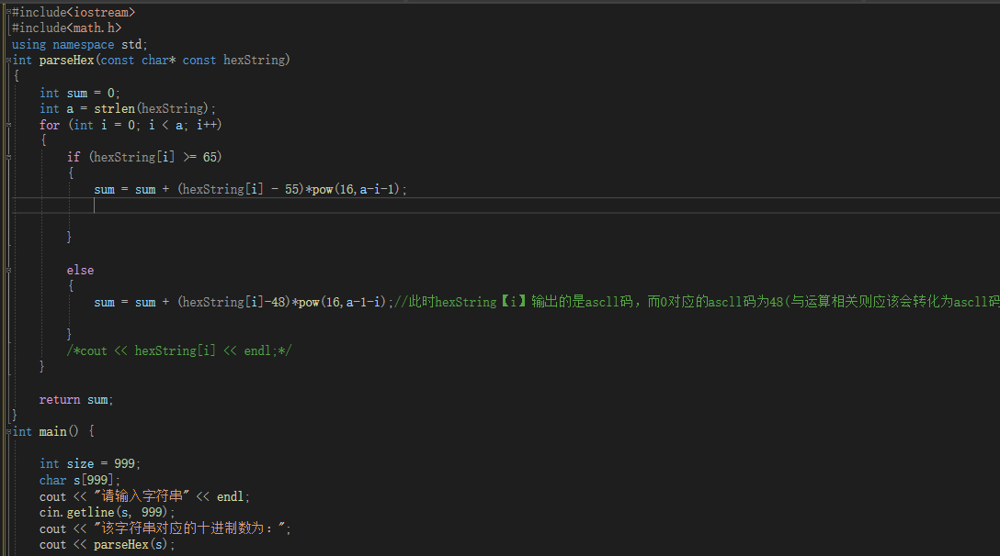 #include<iostream>
#include<math.h>
using namespace std;
int parseHex(const char* const hexString)
{
    int sum = 0;
    int a = strlen(hexString);
    for (int i = 0; i < a; i++)
    {
        if (hexString[i] >= 65)
        {
            sum = sum + (hexString[i] - 55)*pow(16,a-i-1);
        }
        else
        {
            sum = sum + (hexString[i]-48)*pow(16,a-1-i);//此时hexString【i】输出的是ascll码，而0对应的ascll码为48(与运算相关则应该会转化为ascll码
        }
        /*cout << hexString[i] << endl;*/
    }
    return sum;
}
int main() {
    int size = 999;
    char s[999];
    cout << "请输入字符串" << endl;
    cin.getline(s, 999);
    cout << "该字符串对应的十进制数为：";
    cout << parseHex(s);